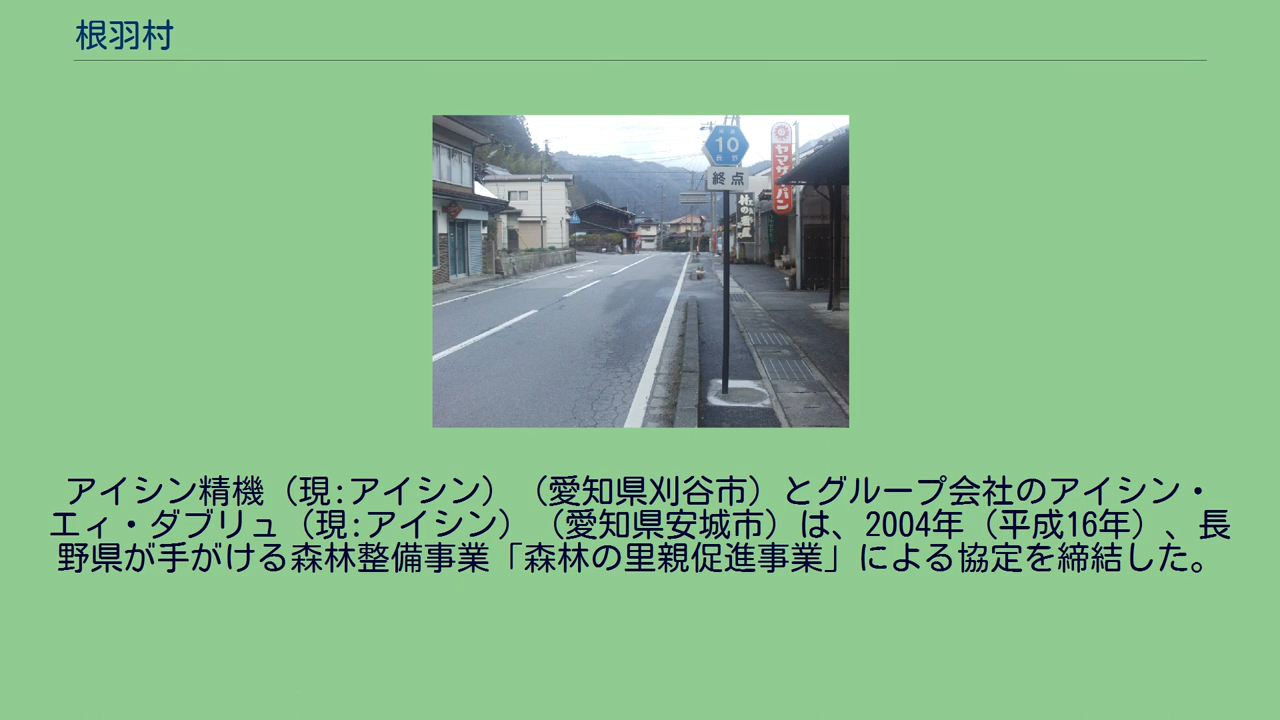 根羽村
県道
10
長野
終点
ヤマザキパン
アイシン精機（現:アイシン）（愛知県刈谷市）とグループ会社のアイシン・
エィ・ダブリュ（現:アイシン）（愛知県安城市）は、2004年（平成16年）、長
野県が手がける森林整備事業「森林の里親促進事業」による協定を締結した。